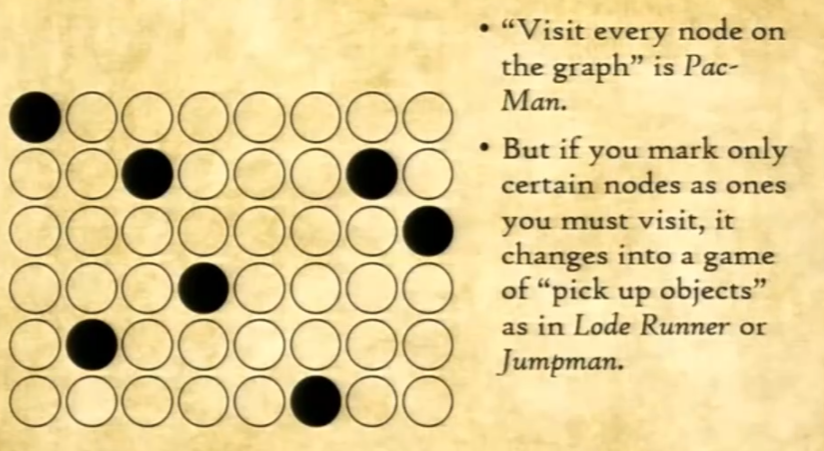 • “Visit every node on
the graph” is Pac-
Man.
• But if you mark only
certain nodes as ones
you must visit, it
changes into a game
of “pick up objects”
as in Lode Runner or
Jumpman.